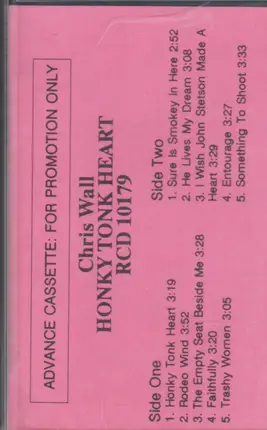 ADVANCE CASSETTE: FOR PROMOTION ONLY
Chris Wall
HONKY TONK HEART
RCD 10179
Side One
1. Honky Tonk Heart 3:19
2. Rodeo Wind 3:52
3. The Empty Seat Beside Me 3:28
4. Faithfully 3:20
5. Trashy Women 3:05
Side Two
1. Sure Is Smokey In Here 2:52
2. He Lives My Dream 3:08
3. I Wish John Stetson Made A
Heart 3:29
4. Entourage 3:27
5. Something To Shoot 3:33